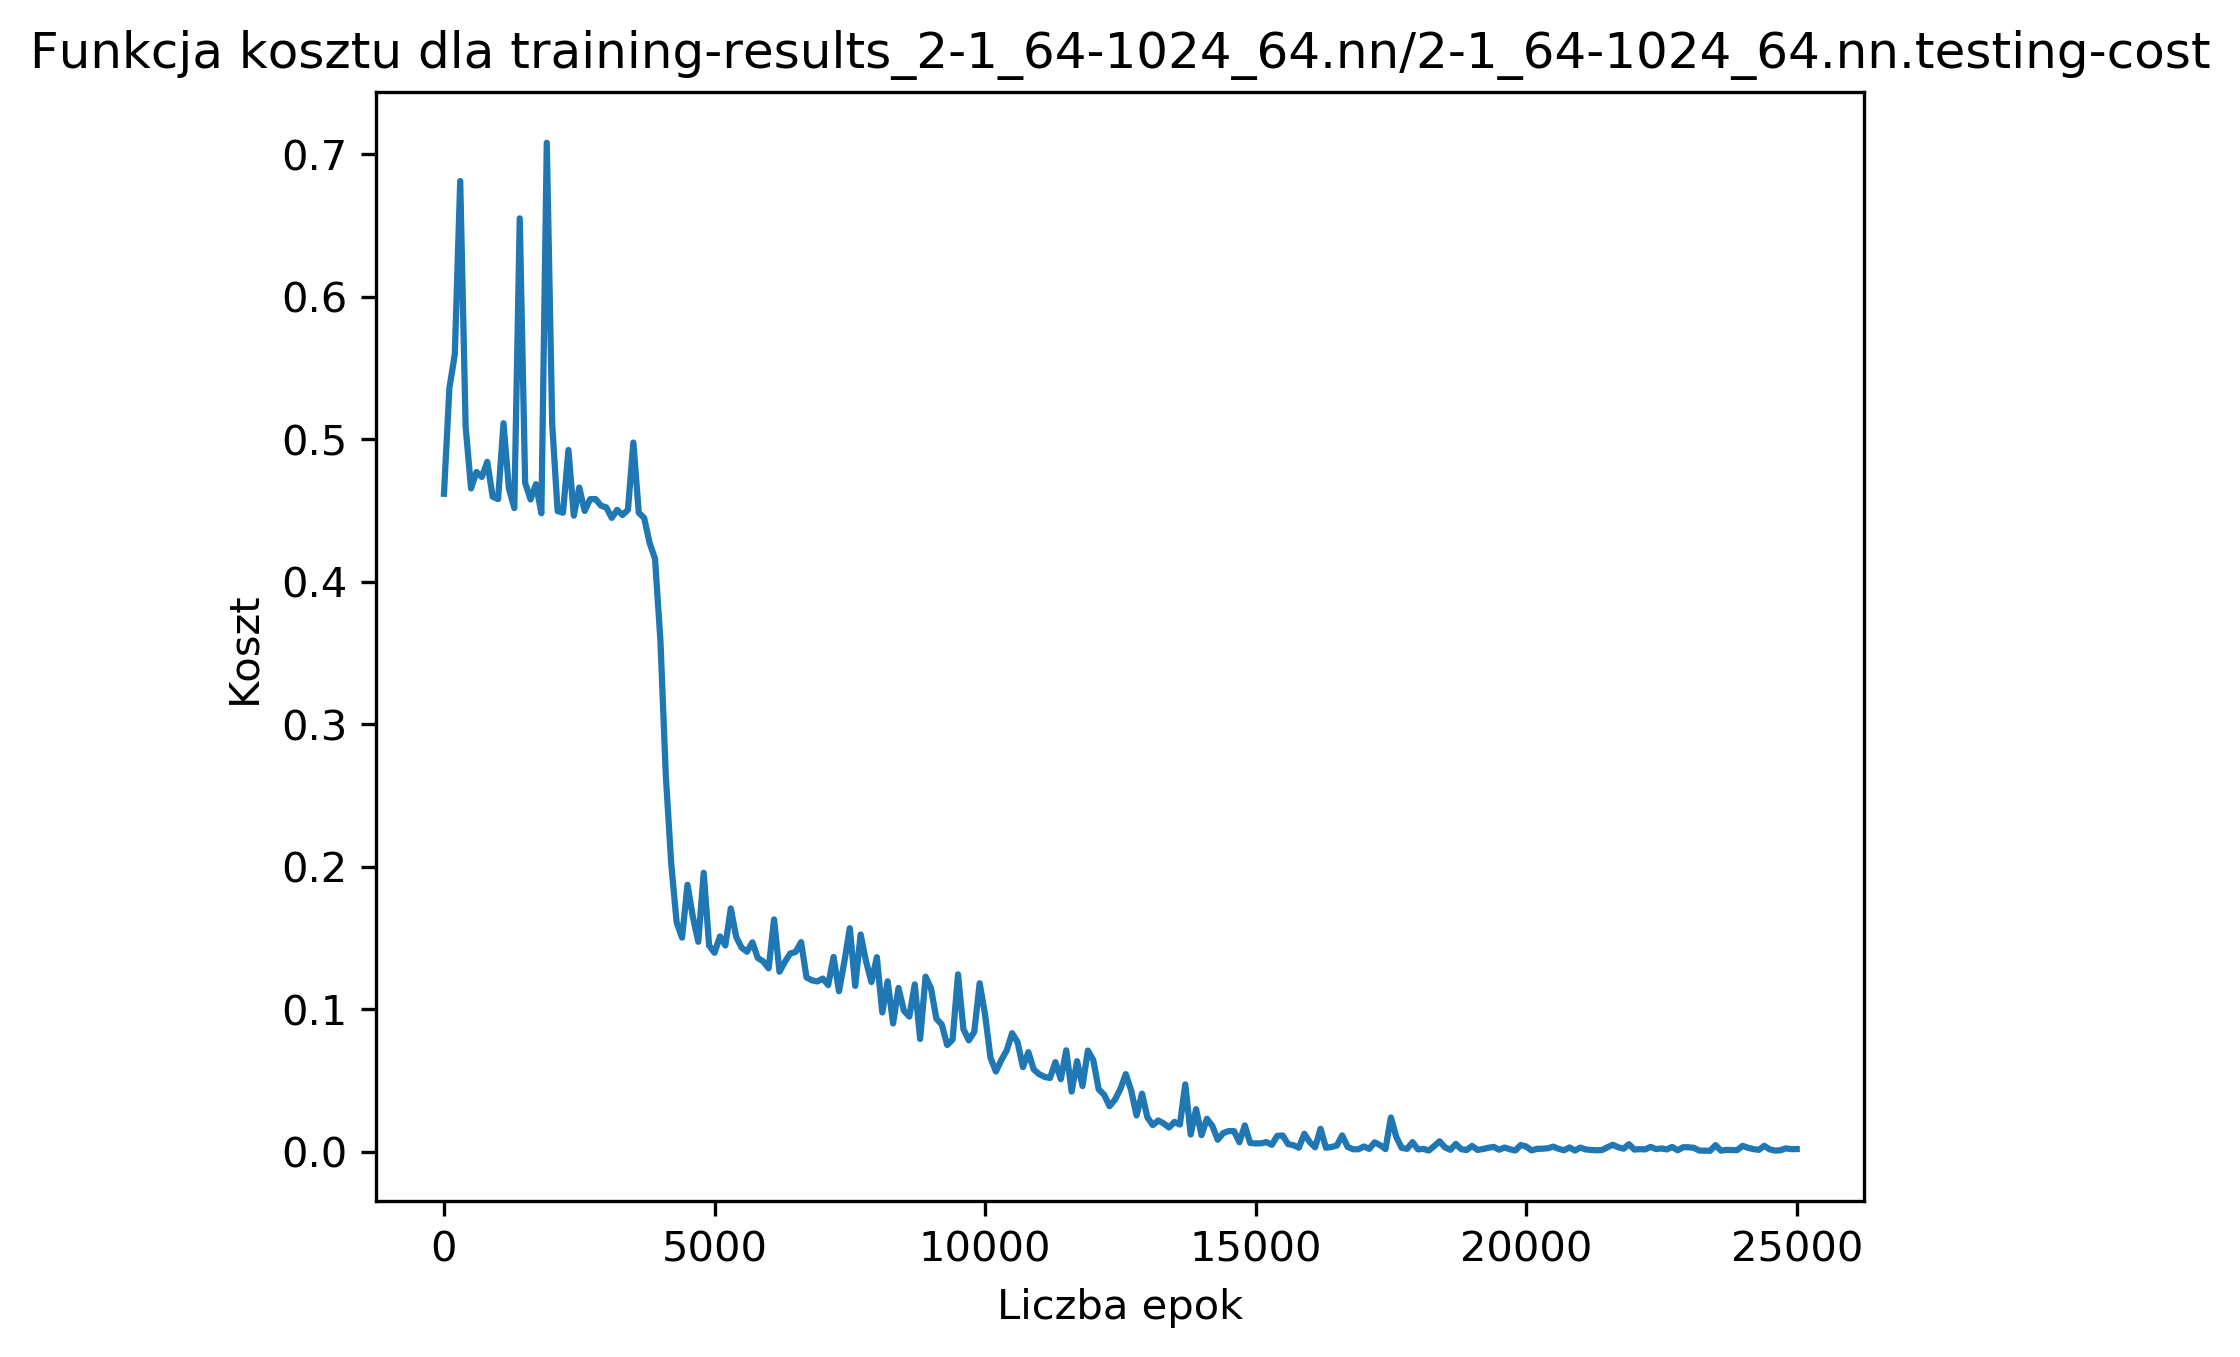 Funkcja kosztu dla training-results_2-1_64-1024_64.nn/2-1_64-1024_64.nn.testing-cost
0.7
0.6
0.5
0.4
0.3
0.2
0.1
0.0
Koszt
0 5000 10000 15000 20000 25000
Liczba epok